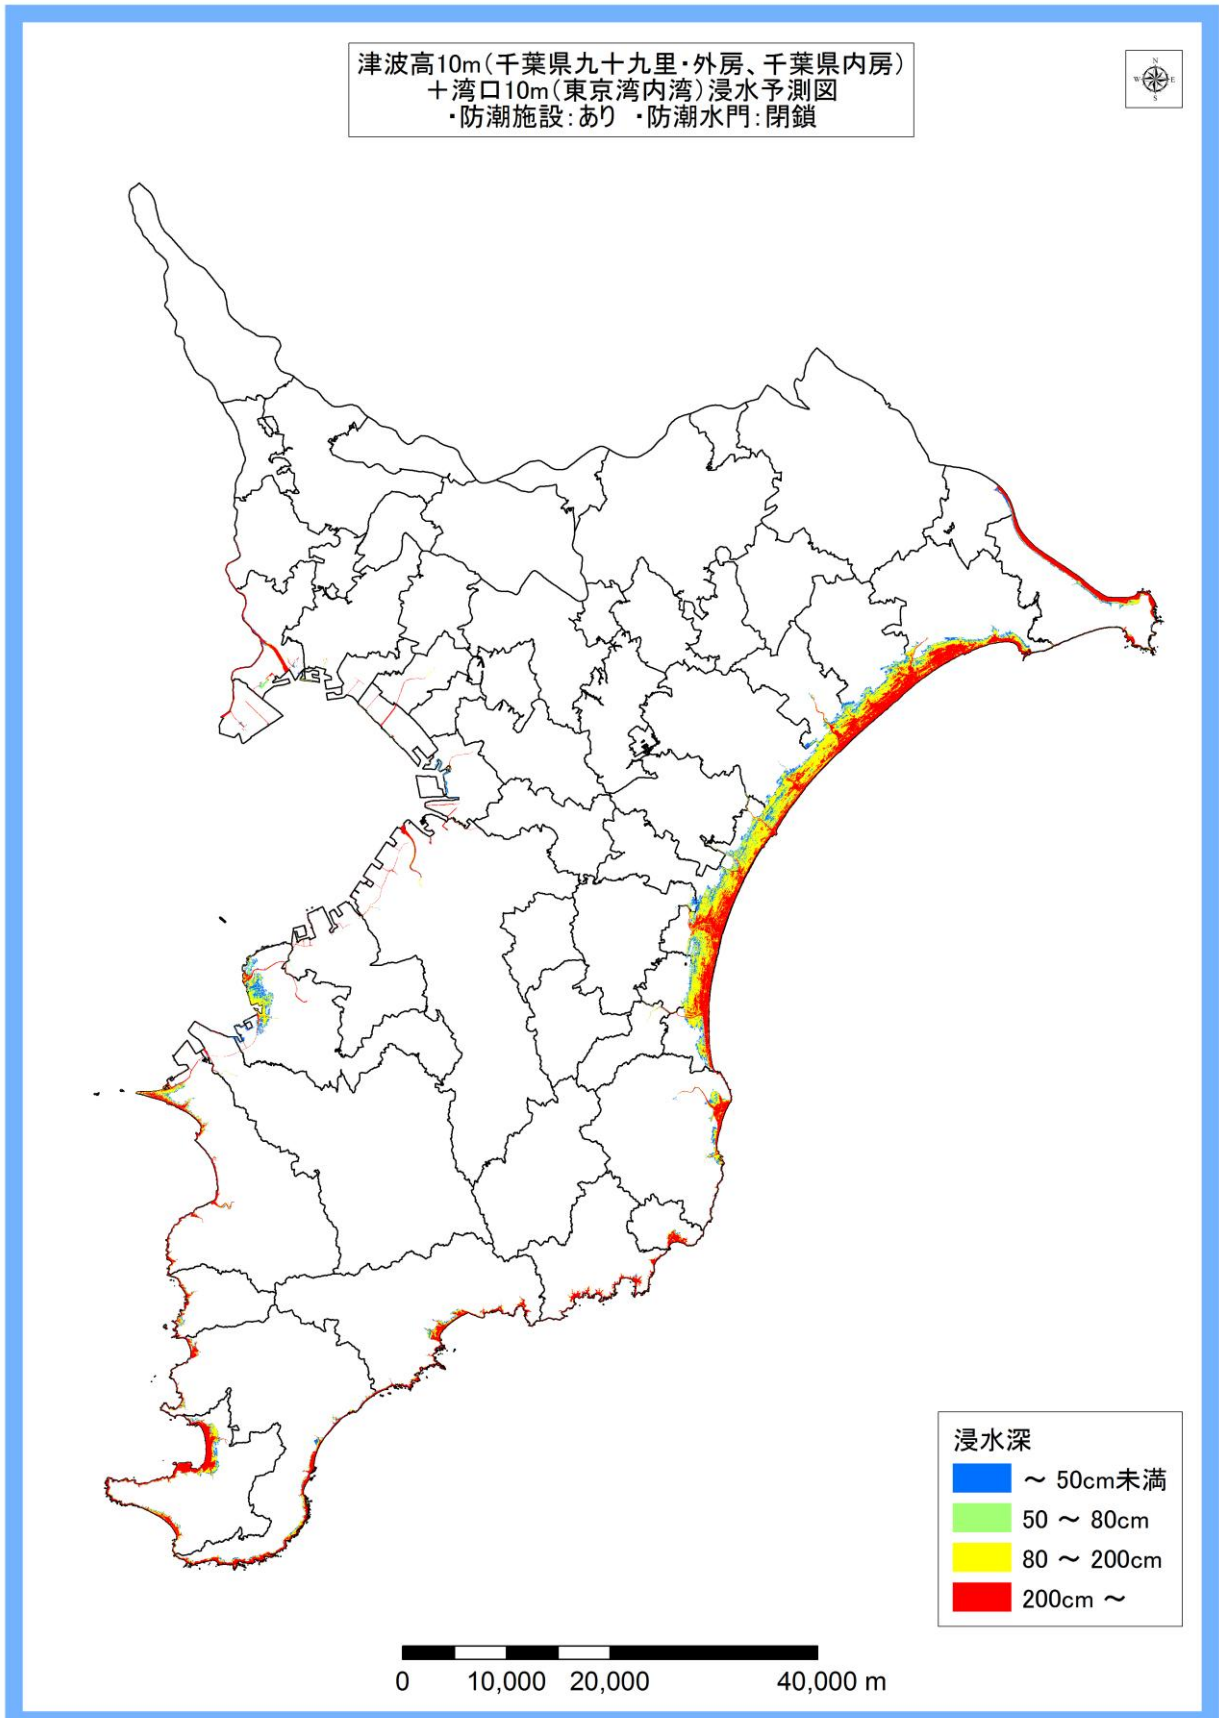 津波高10m(千葉県九十九里・外房、千葉県内房)
+湾口10m(東京湾内湾)浸水予測図
・防潮施設:あり ・防潮水門:閉鎖
N
W E
S
浸水深
～ 50cm未満
50 ～ 80cm
80 ～ 200cm
200cm ～
0 10,000 20,000 40,000 m